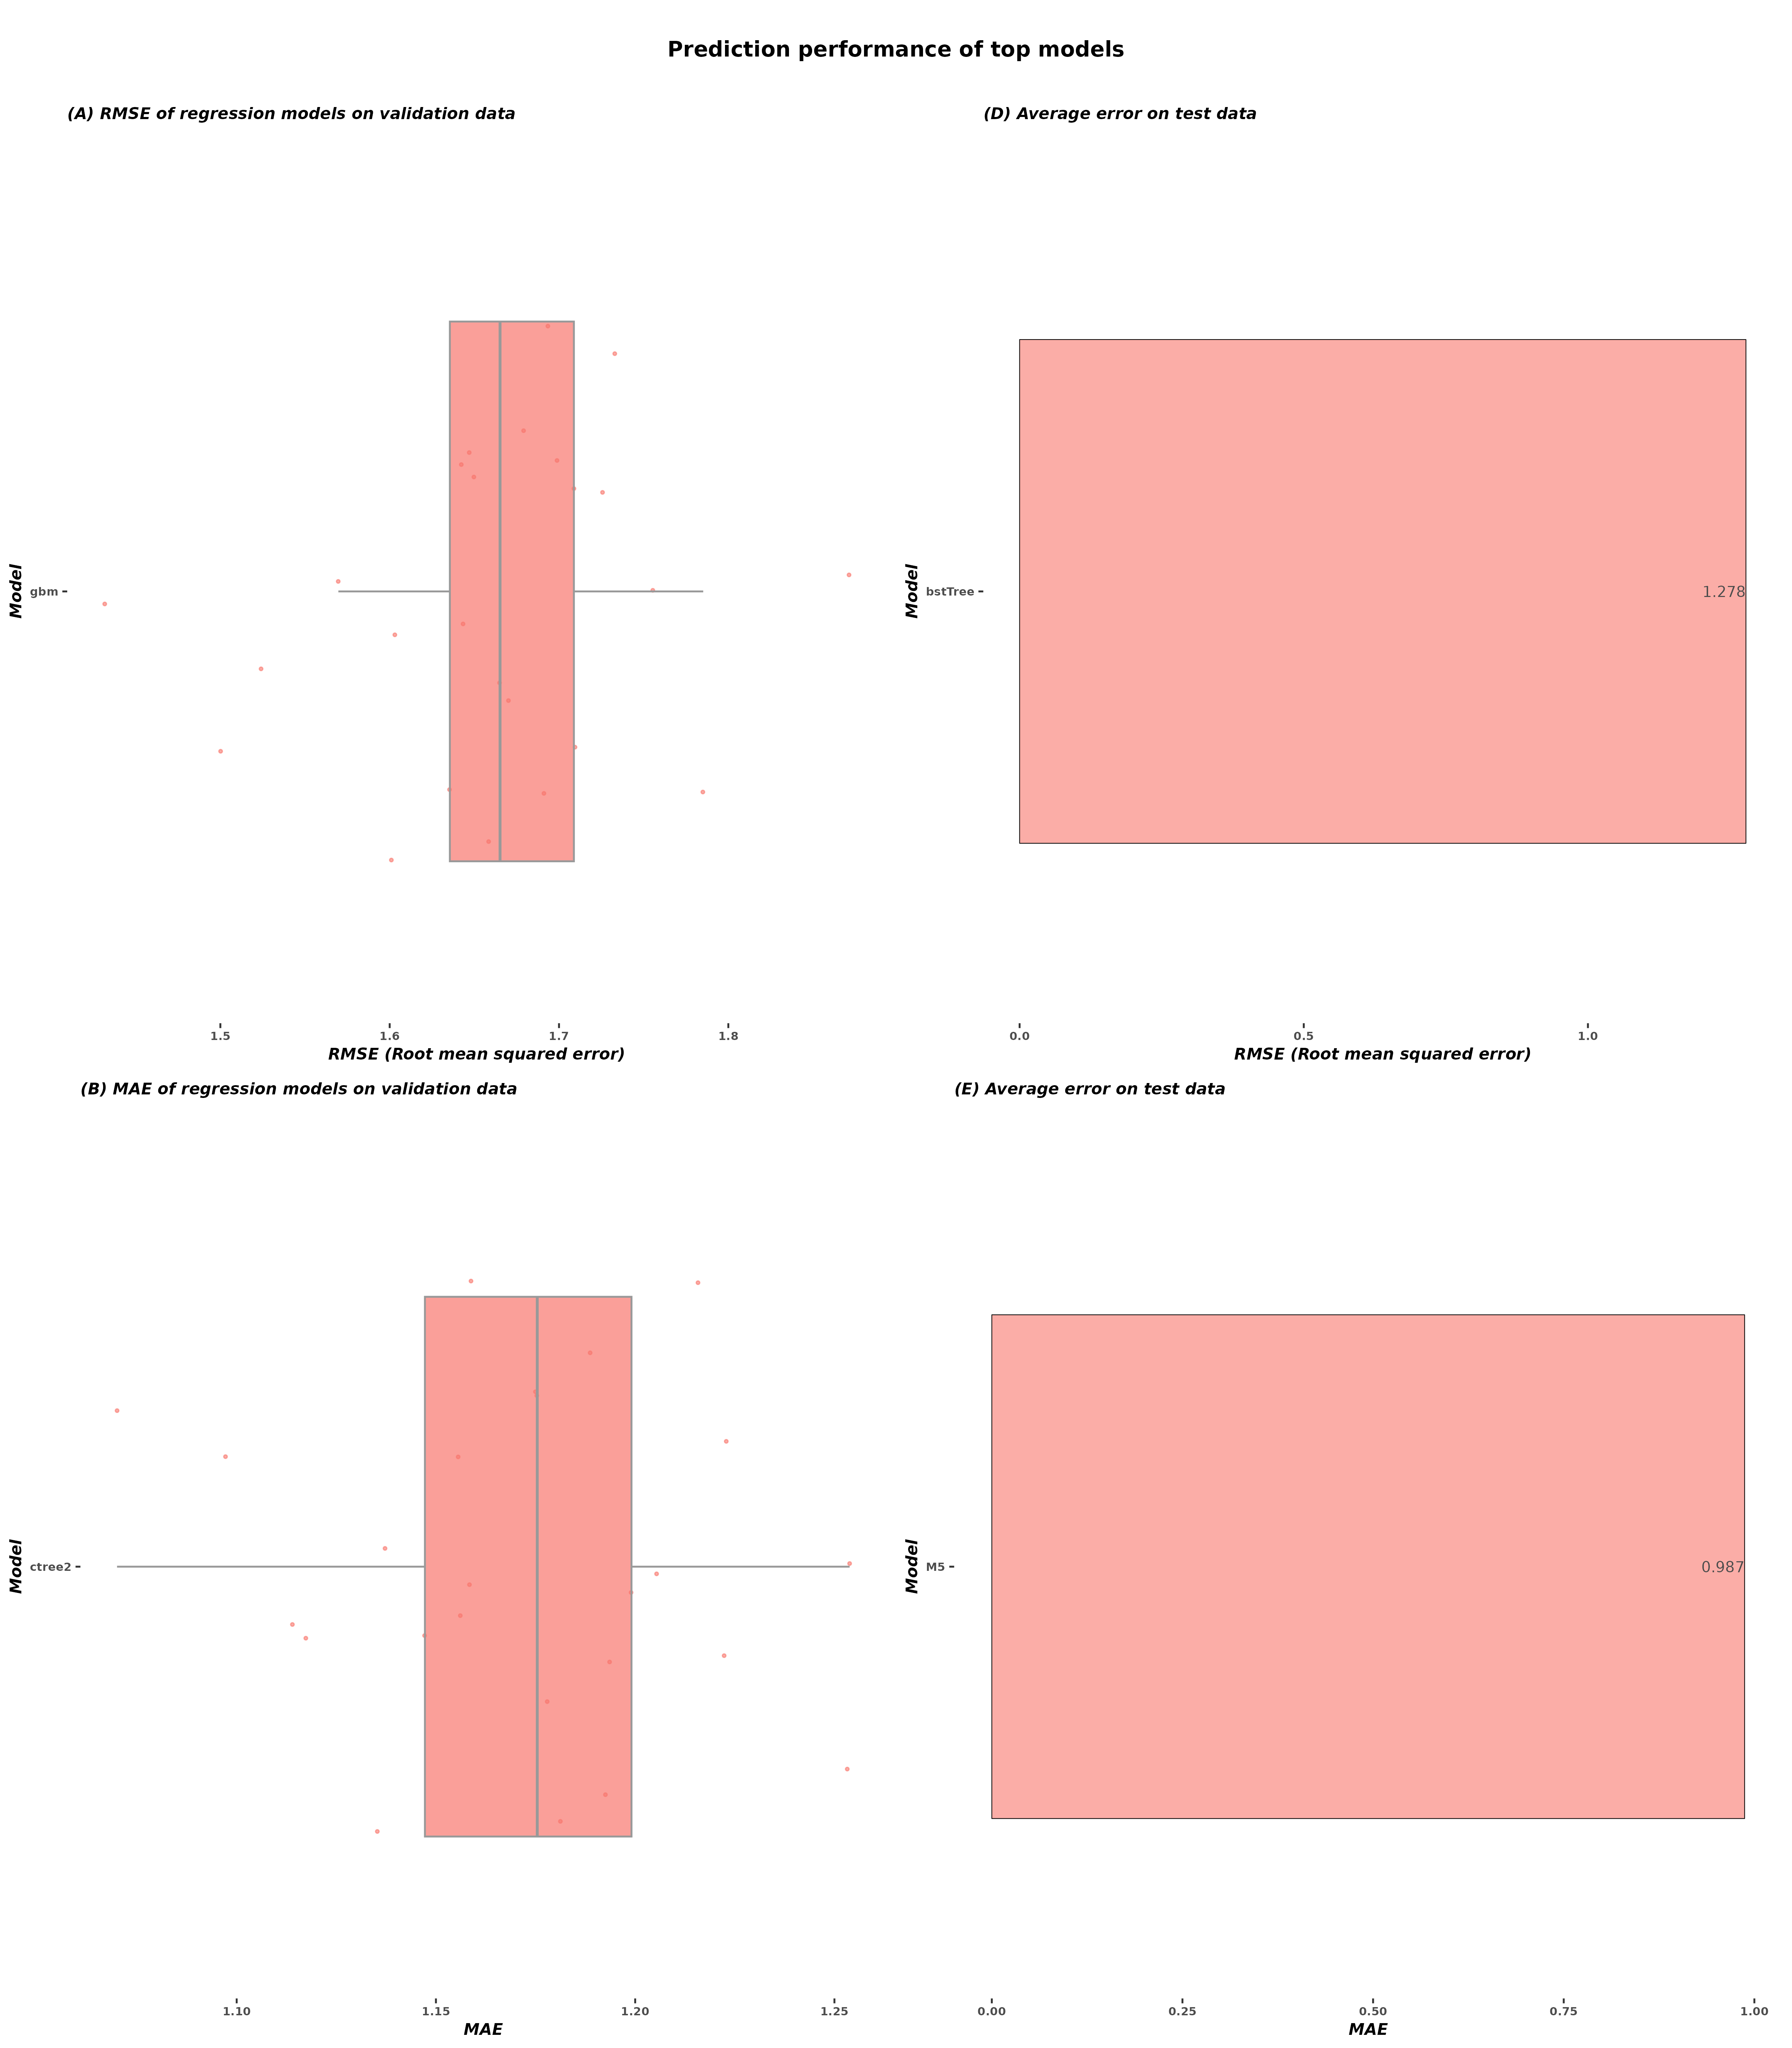 Prediction performance of top models
(A) RMSE of regression models on validation data
Model
gbm
1.5 1.6 1.7 1.8
RMSE (Root mean squared error)
(D) Average error on test data
Model
bstTree
1.278
0.0 0.5 1.0
RMSE (Root mean squared error)
(B) MAE of regression models on validation data
Model
ctree2
1.10 1.15 1.20 1.25
MAE
(E) Average error on test data
Model
M5
0.987
0.00 0.25 0.50 0.75 1.00
MAE